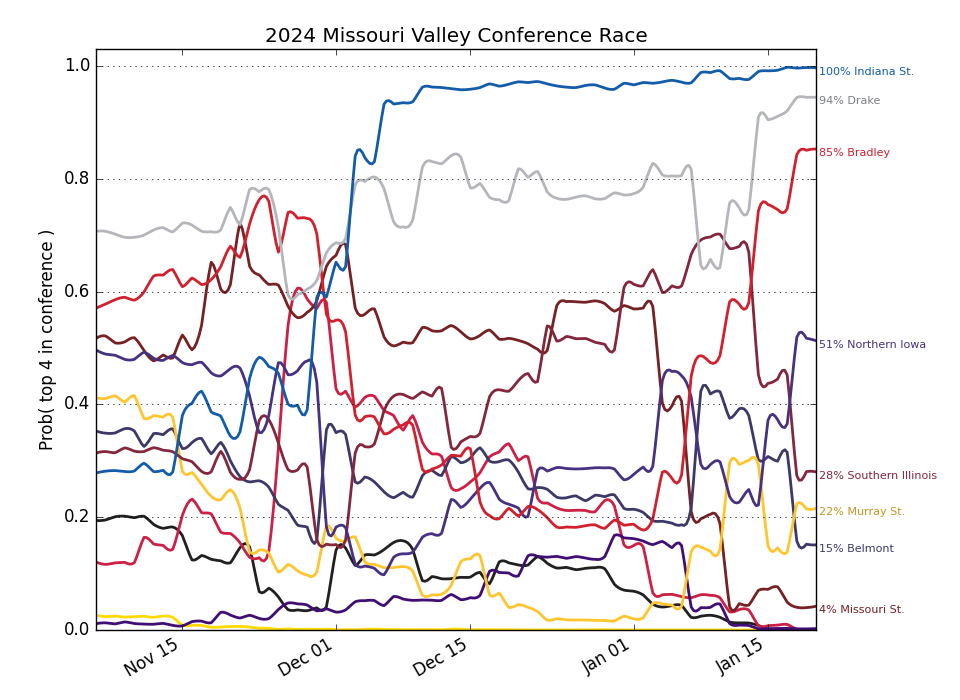 2024 Missouri Valley Conference Race
Prob( top 4 in conference )
1.0
0.8
0.6
0.4
0.2
0.0
Nov 15
Dec 01
Dec 15
Jan 01
Jan 15
100% Indiana St.
94% Drake
85% Bradley
51% Northern Iowa
28% Southern Illinois
22% Murray St.
15% Belmont
4% Missouri St.